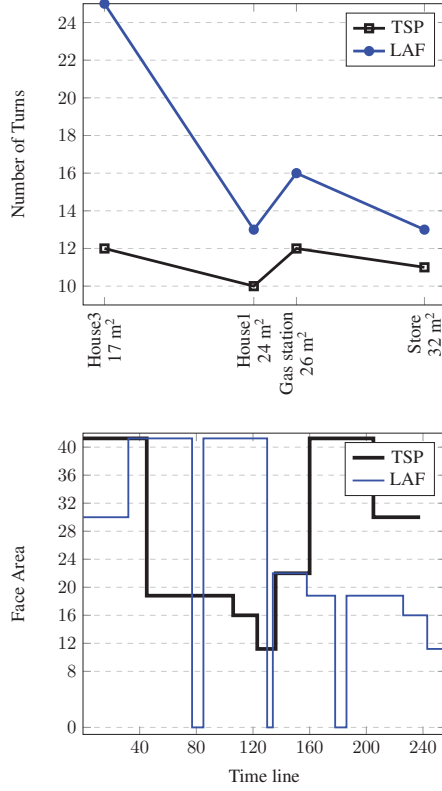 24
22
20
18
16
14
12
10
Number of Turns
TSP
LAF
House3
17 m²
House1
24 m²
Gas station
26 m²
Store
32 m²
40
36
32
28
24
20
16
12
8
0
Face Area
TSP
LAF
40
80
120
160
200
240
Time line